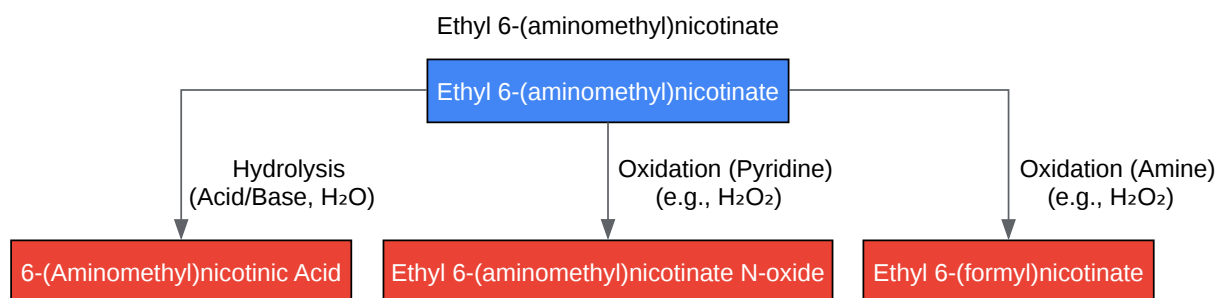 Ethyl 6-(aminomethyl)nicotinate
Ethyl 6-(aminomethyl)nicotinate
Hydrolysis
(Acid/Base, H₂O)
Oxidation (Pyridine)
(e.g., H₂O₂)
Oxidation (Amine)
(e.g., H₂O₂)
6-(Aminomethyl)nicotinic Acid
Ethyl 6-(aminomethyl)nicotinate N-oxide
Ethyl 6-(formyl)nicotinate